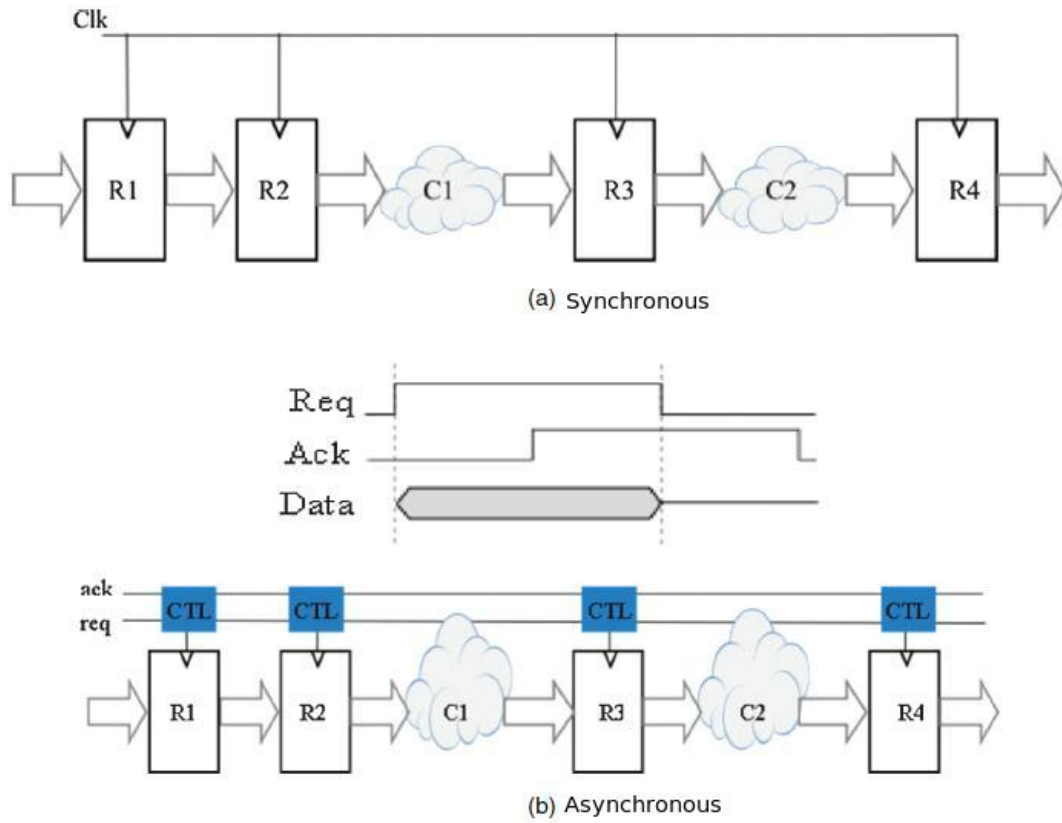 Clk
R1 R2 C1 R3 C2 R4
(a) Synchronous
Req
Ack
Data
ack
CTL CTL CTL CTL
req
R1 R2 C1 R3 C2 R4
(b) Asynchronous